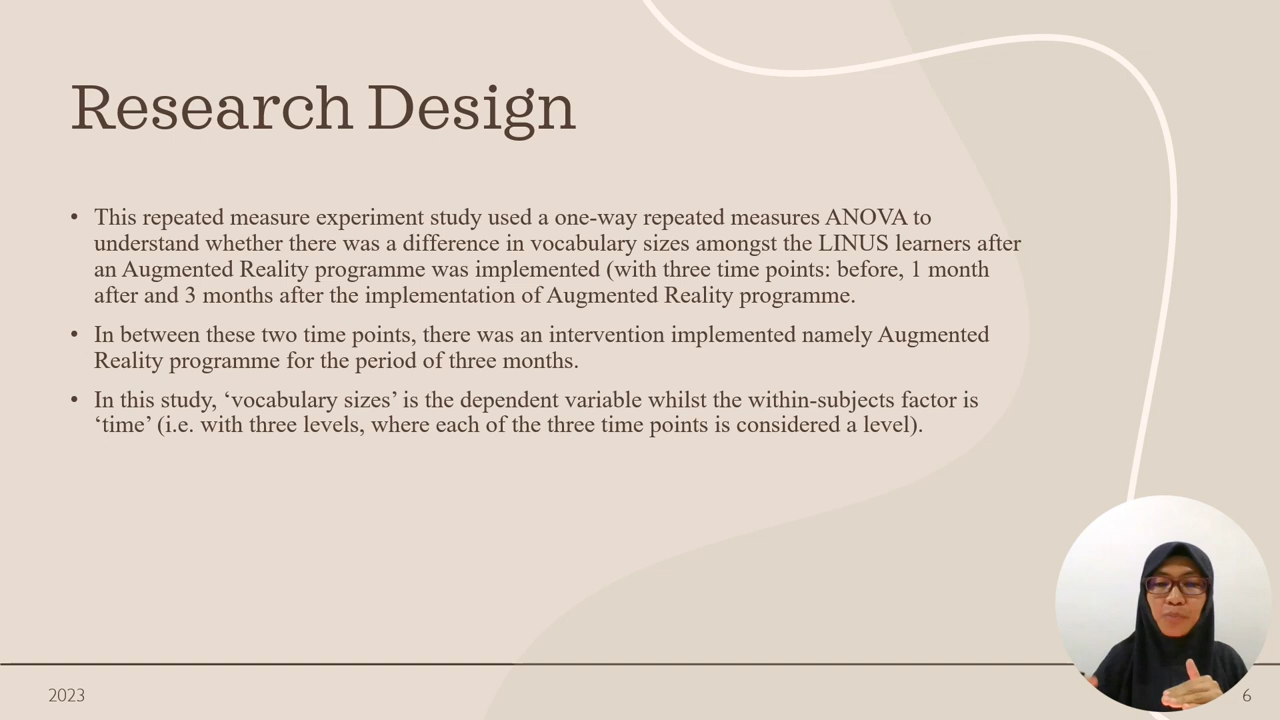 Research Design
• This repeated measure experiment study used a one-way repeated measures ANOVA to
understand whether there was a difference in vocabulary sizes amongst the LINUS learners after
an Augmented Reality programme was implemented (with three time points: before, 1 month
after and 3 months after the implementation of Augmented Reality programme.
• In between these two time points, there was an intervention implemented namely Augmented
Reality programme for the period of three months.
• In this study, ‘vocabulary sizes’ is the dependent variable whilst the within-subjects factor is
‘time’ (i.e. with three levels, where each of the three time points is considered a level).
2023
6